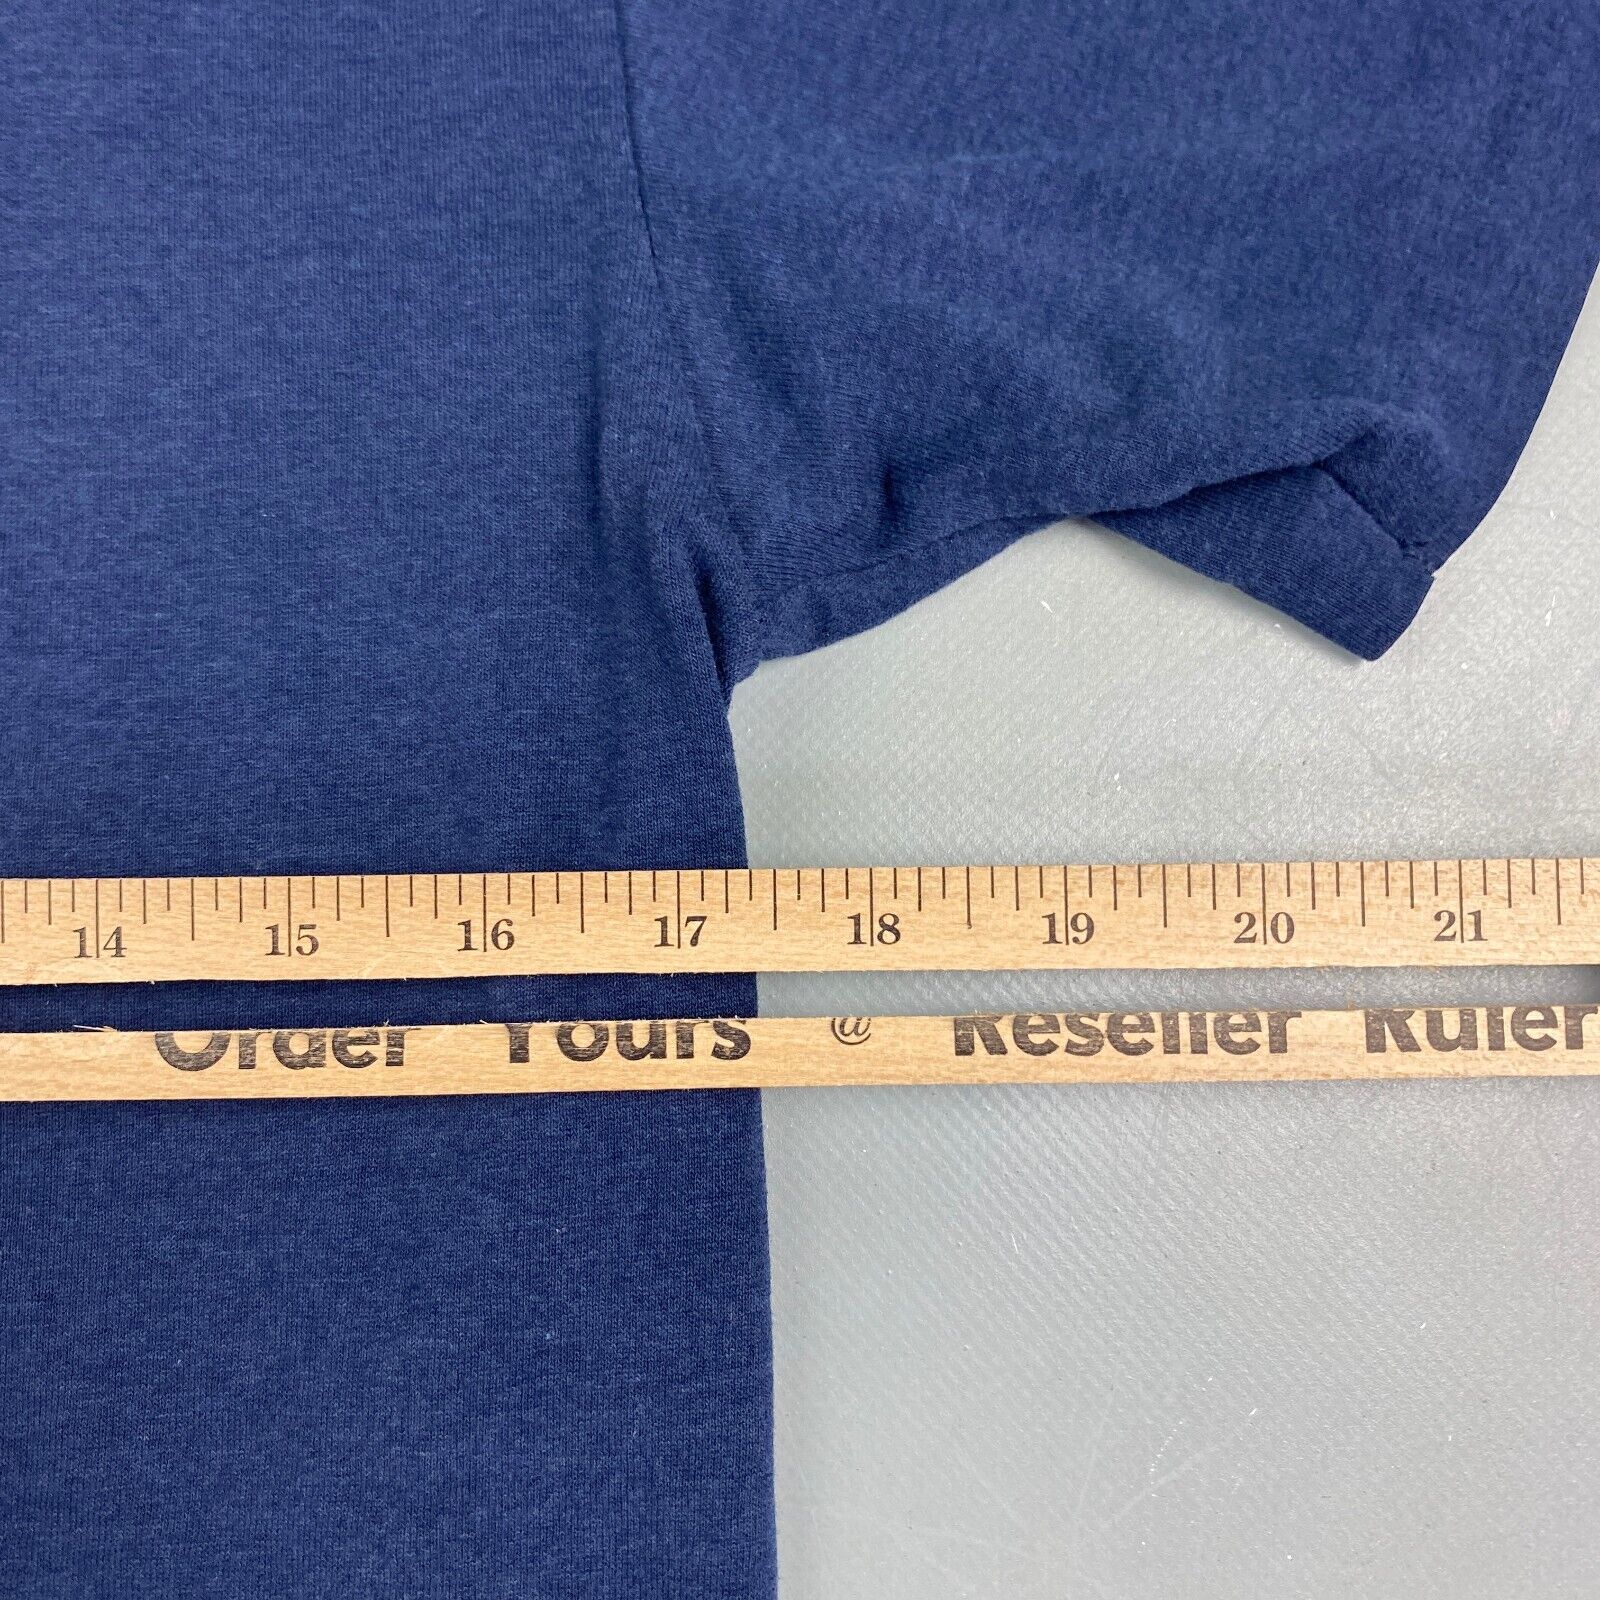 14 15 16 17 18 19 20 21
Order Yours @ Reseller Ruler